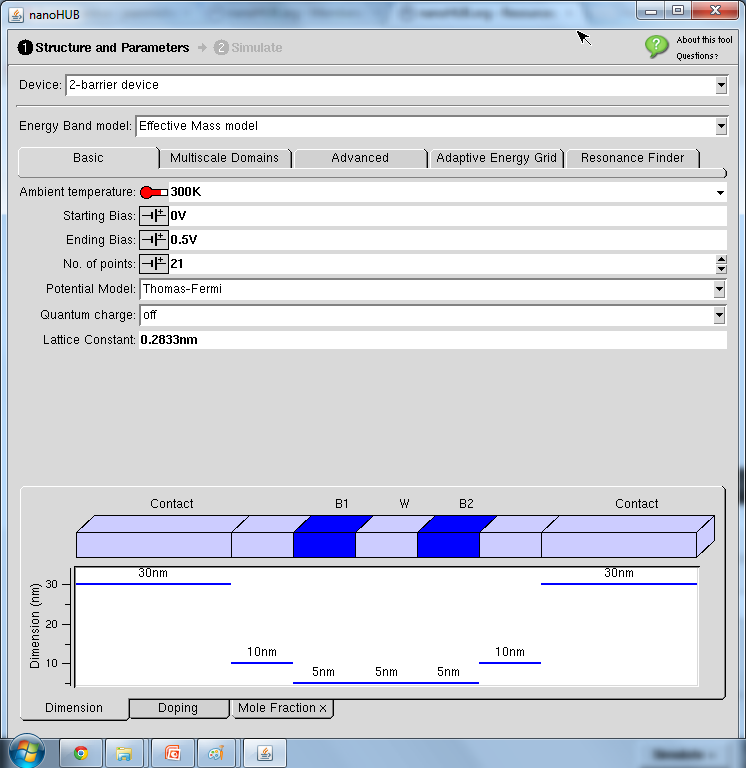 nanoHUB
1 Structure and Parameters → 2 Simulate
? About this tool
Questions?
Device: 2-barrier device
Energy Band model: Effective Mass model
Basic Multiscale Domains Advanced Adaptive Energy Grid Resonance Finder
Ambient temperature: 300K
Starting Bias: 0V
Ending Bias: 0.5V
No. of points: 21
Potential Model: Thomas-Fermi
Quantum charge: off
Lattice Constant: 0.2833nm
Contact B1 W B2 Contact
Dimension (nm)
30
20
10
30nm 30nm
10nm 10nm
5nm 5nm 5nm
Dimension Doping Mole Fraction x